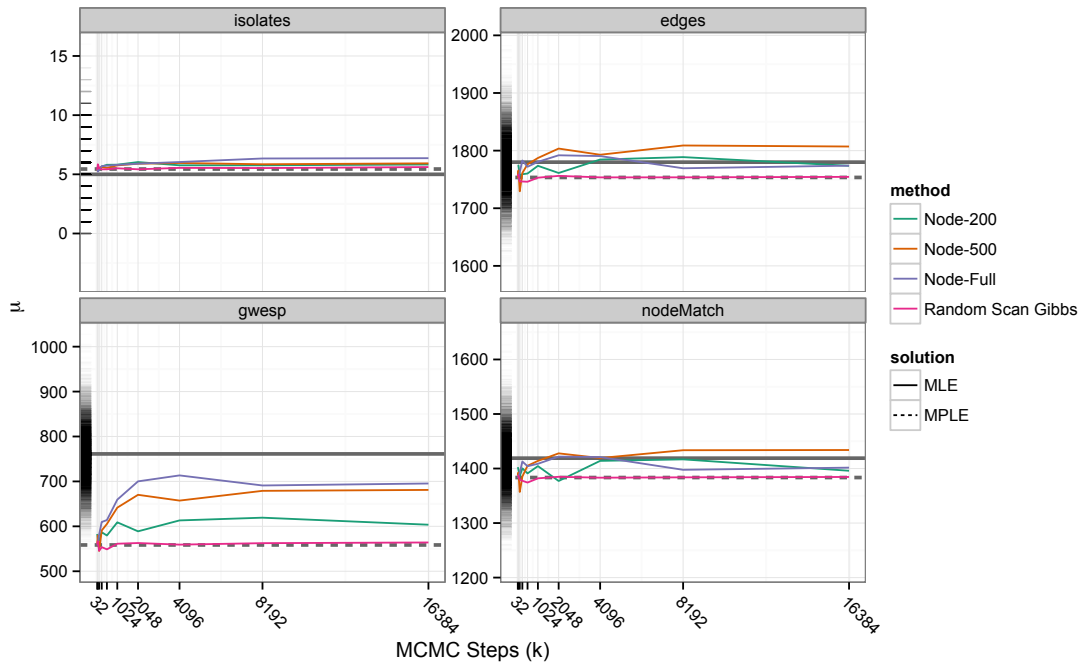 isolates
edges
15
10
5
0
2000
1900
1800
1700
1600
μ
gwesp
nodeMatch
1000
900
800
700
600
500
1600
1500
1400
1300
1200
32
1024
2048
4096
8192
16384
32
1024
2048
4096
8192
16384
MCMC Steps (k)
method
Node-200
Node-500
Node-Full
Random Scan Gibbs
solution
MLE
MPLE